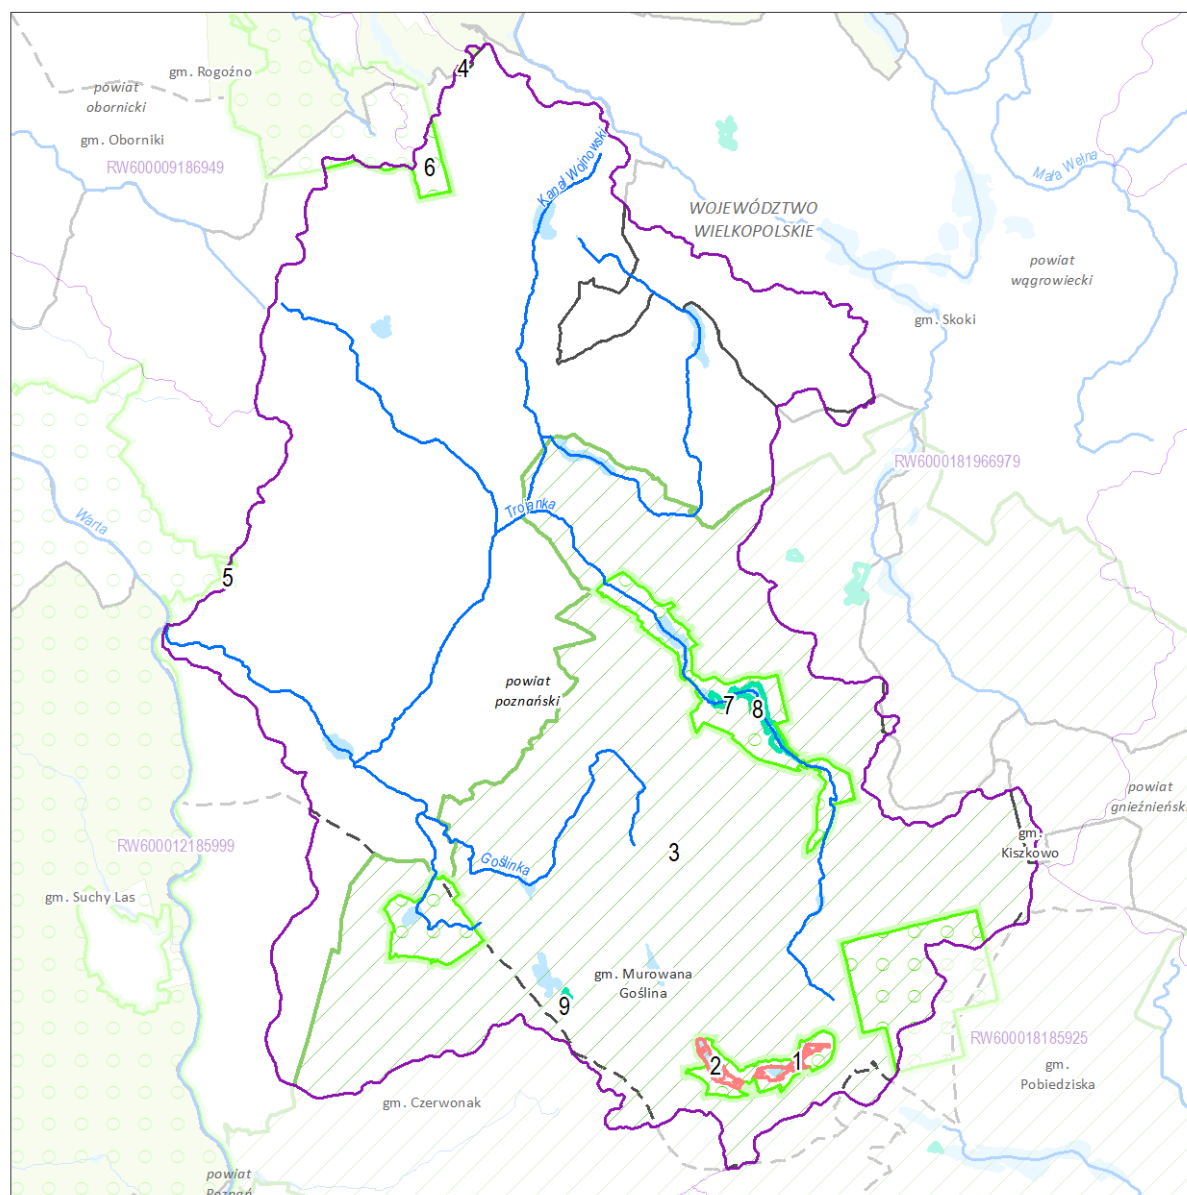 4
gm. Rogoźno
powiat
obornicki
gm. Oborniki
RW600009186949
6
Kanał Wojnowski
Mała Wełna
WOJEWÓDZTWO
WIELKOPOLSKIE
powiat
wągrowiecki
gm. Skoki
RW6000181966979
Trojanka
Warta
5
powiat
poznański
7
8
powiat
gnieźnieński
gm.
Kiszkowo
RW600012185999
3
Goślinka
gm. Suchy Las
gm. Murowana
Goślina
9
RW600018185925
1
2
gm.
Pobiedziska
gm. Czerwonak
powiat
Poznań